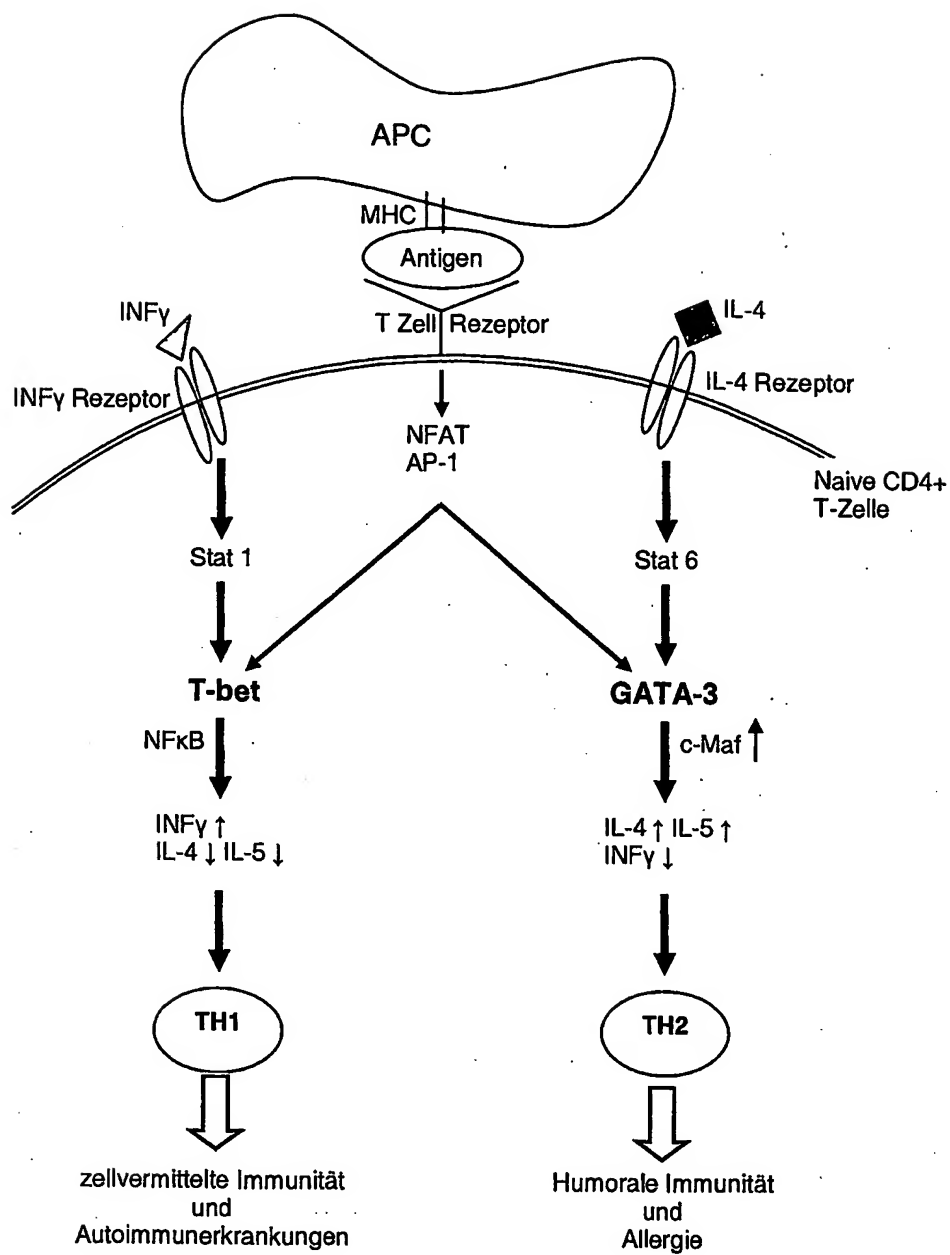 APC
MHC
Antigen
INFγ
T Zell Rezeptor
IL-4
INFγ Rezeptor
IL-4 Rezeptor
NFAT
AP-1
Naive CD4+
T-Zelle
Stat 1
Stat 6
T-bet
GATA-3
NFκB
c-Maf ↑
INFγ ↑
IL-4 ↓ IL-5 ↓
IL-4 ↑ IL-5 ↑
INFγ ↓
TH1
TH2
zellvermittelte Immunität
und
Autoimmunerkrankungen
Humorale Immunität
und
Allergie